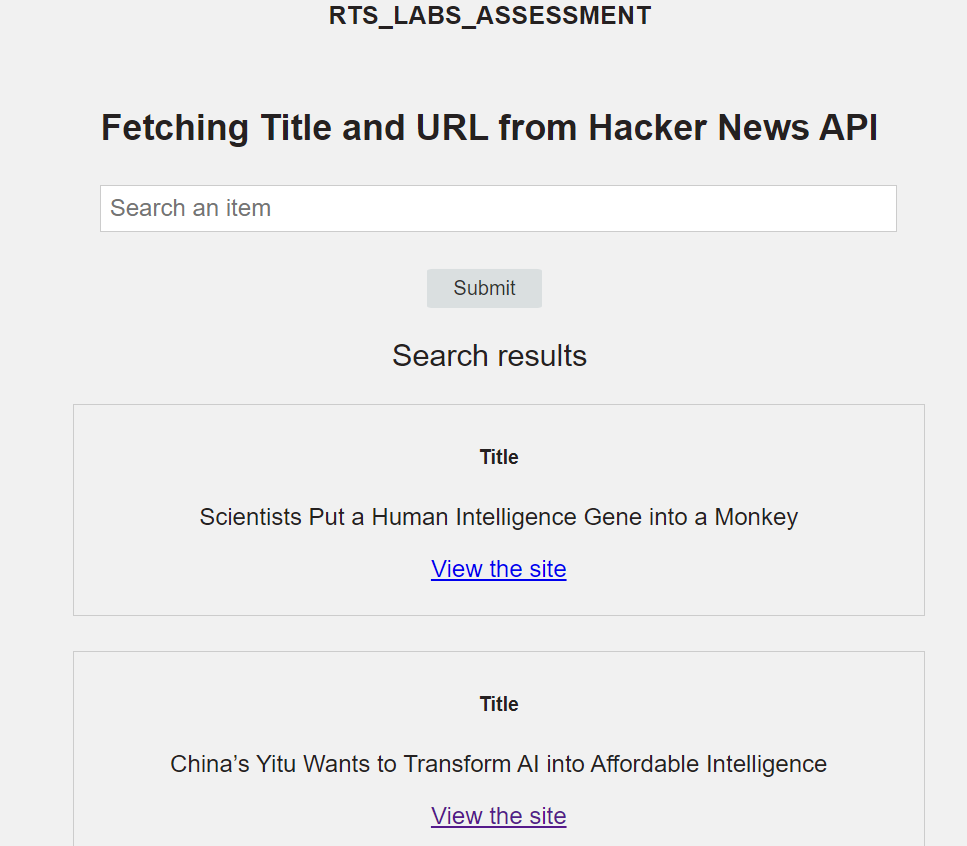 RTS_LABS_ASSESSMENT
Fetching Title and URL from Hacker News API
Search an item
Submit
Search results
Title
Scientists Put a Human Intelligence Gene into a Monkey
View the site
Title
China’s Yitu Wants to Transform AI into Affordable Intelligence
View the site